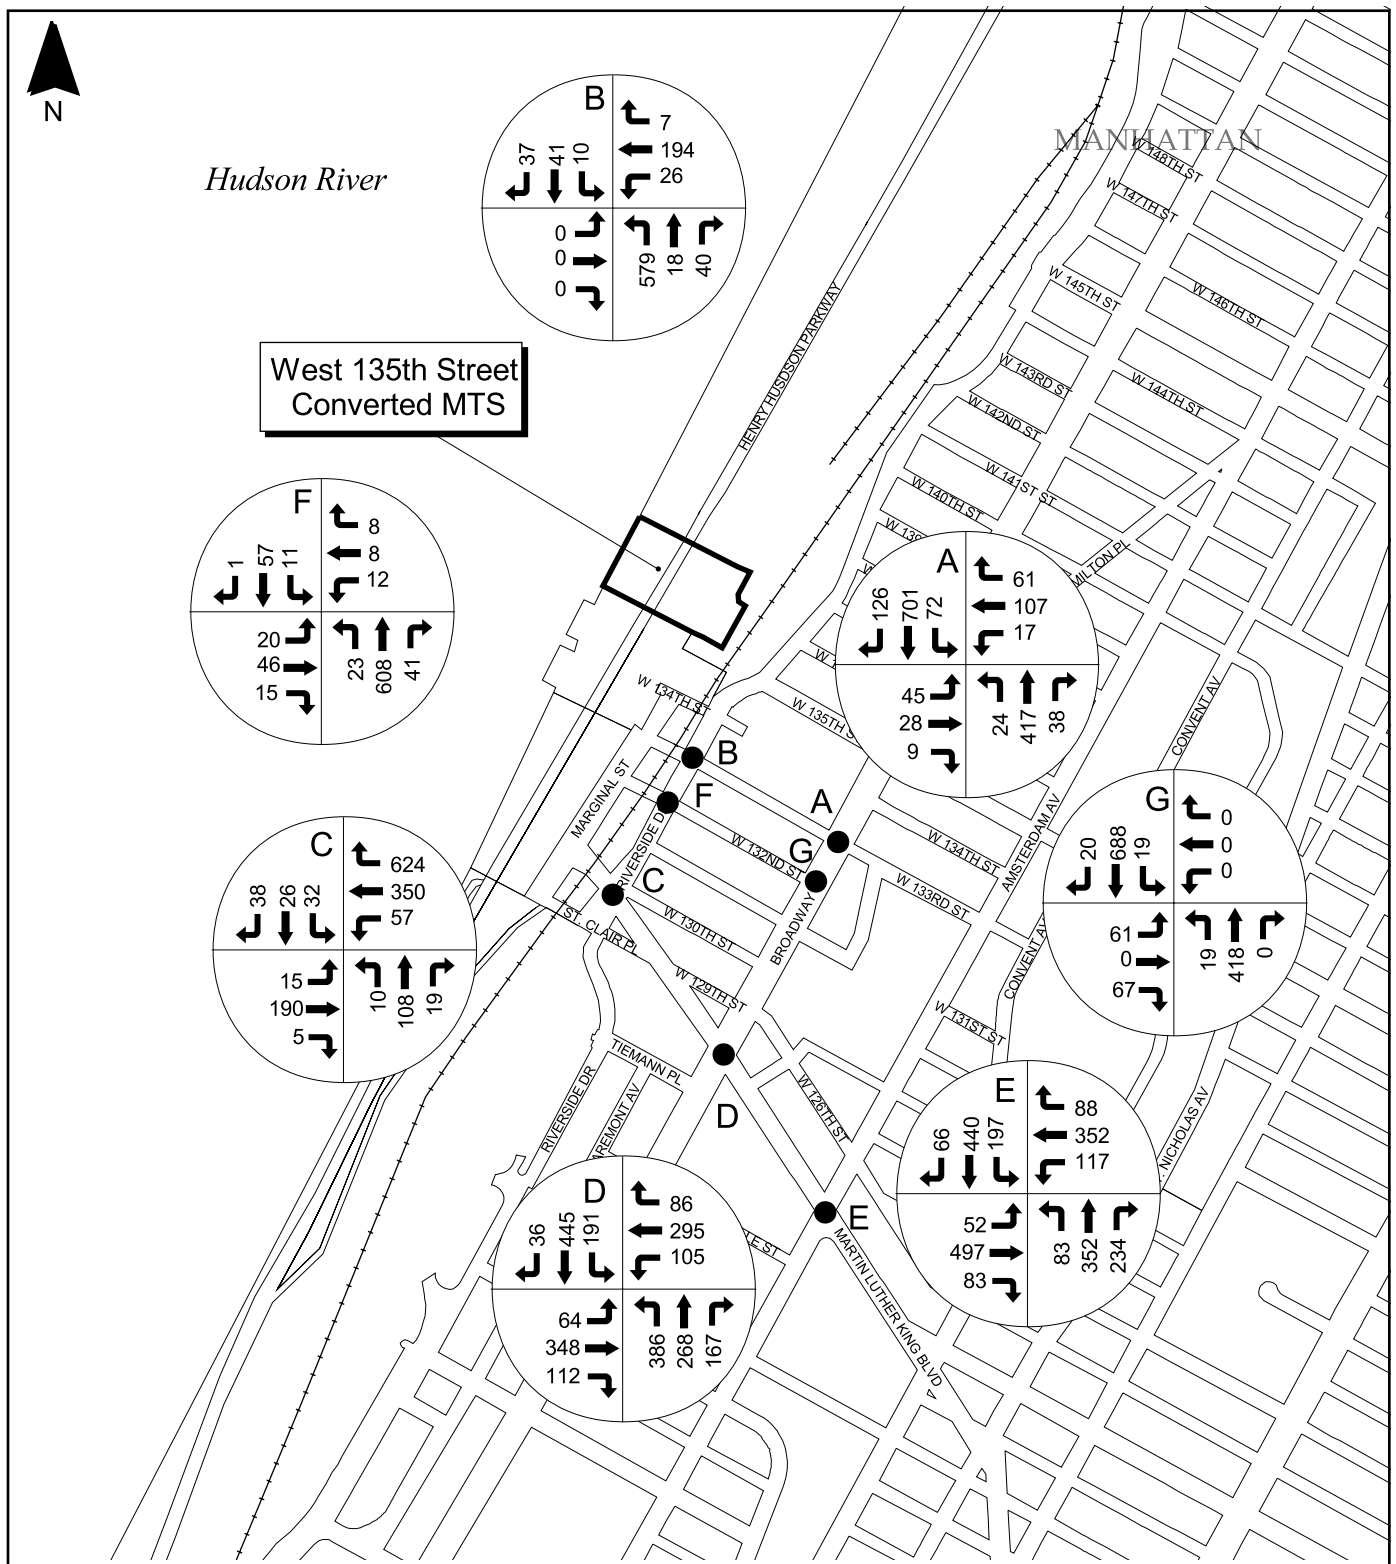 N
Hudson River
MANHATTAN
West 135th Street
Converted MTS
HENRY HUSDSON PARKWAY
W 148TH ST
W 147TH ST
W 145TH ST
W 146TH ST
W 143RD ST
W 144TH ST
W 142ND ST
W 141ST ST
W 140TH ST
W 139
MILTON PL
W 134TH ST
W 135TH S
CONVENT AV
MARGINAL ST
RIVERSIDE D
W 132ND ST
W 134TH ST
AMSTERDAM AV
W 133RD ST
BROADWAY
W 130TH ST
ST. CLAIR PL
W 129TH ST
CONVENT AV
W 131ST ST
TIEMANN PL
W 126TH ST
RIVERSIDE DR
AREMONT AV
NICHOLAS AV
LE ST
MARTIN LUTHER KING BLVD
B
F
A
G
C
D
E
B
37 41 10
7
194
26
0
0
0
579 18 40
F
1 57 11
8
8
12
20
46
15
23 608 41
A
126 701 72
61
107
17
45
28
9
24 417 38
C
38 26 32
624
350
57
15
190
5
10 108 19
G
20 688 19
0
0
0
61
0
67
19 418 0
E
66 440 197
88
352
117
52
497
83
83 352 234
D
36 445 191
86
295
105
64
348
112
386 268 167